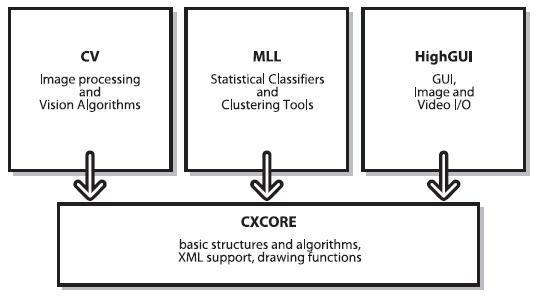 CV
Image processing
and
Vision Algorithms
MLL
Statistical Classifiers
and
Clustering Tools
HighGUI
GUI,
Image and
Video I/O
CXCORE
basic structures and algorithms,
XML support, drawing functions